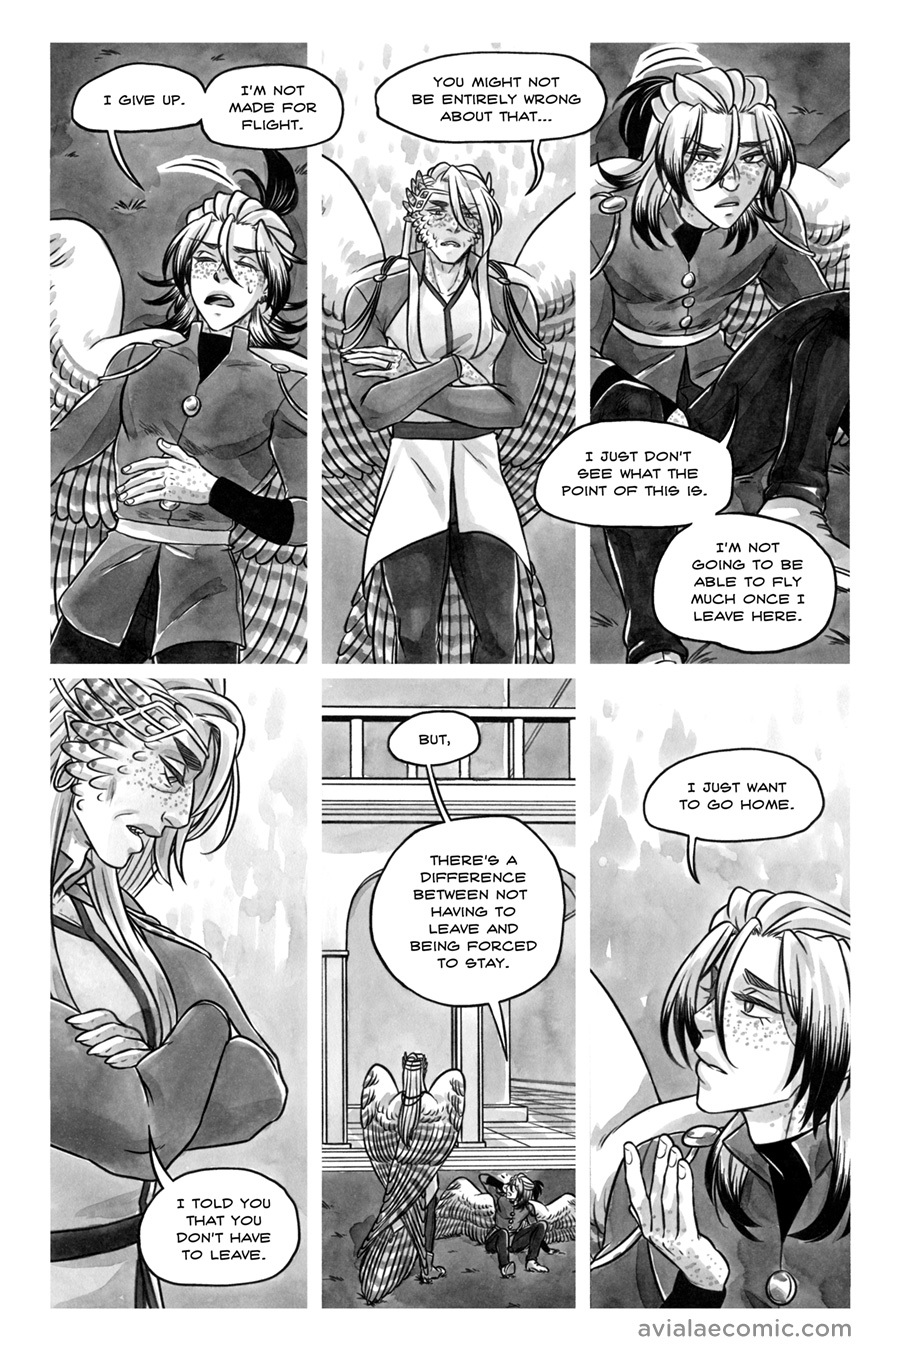 I GIVE UP.
I'M NOT
MADE FOR
FLIGHT.
YOU MIGHT NOT
BE ENTIRELY WRONG
ABOUT THAT...
I JUST DON'T
SEE WHAT THE
POINT OF THIS IS.
I'M NOT
GOING TO BE
ABLE TO FLY
MUCH ONCE I
LEAVE HERE.
I TOLD YOU
THAT YOU
DON'T HAVE
TO LEAVE.
BUT,
THERE'S A
DIFFERENCE
BETWEEN NOT
HAVING TO
LEAVE AND
BEING FORCED
TO STAY.
I JUST WANT
TO GO HOME.
avialaecomic.com